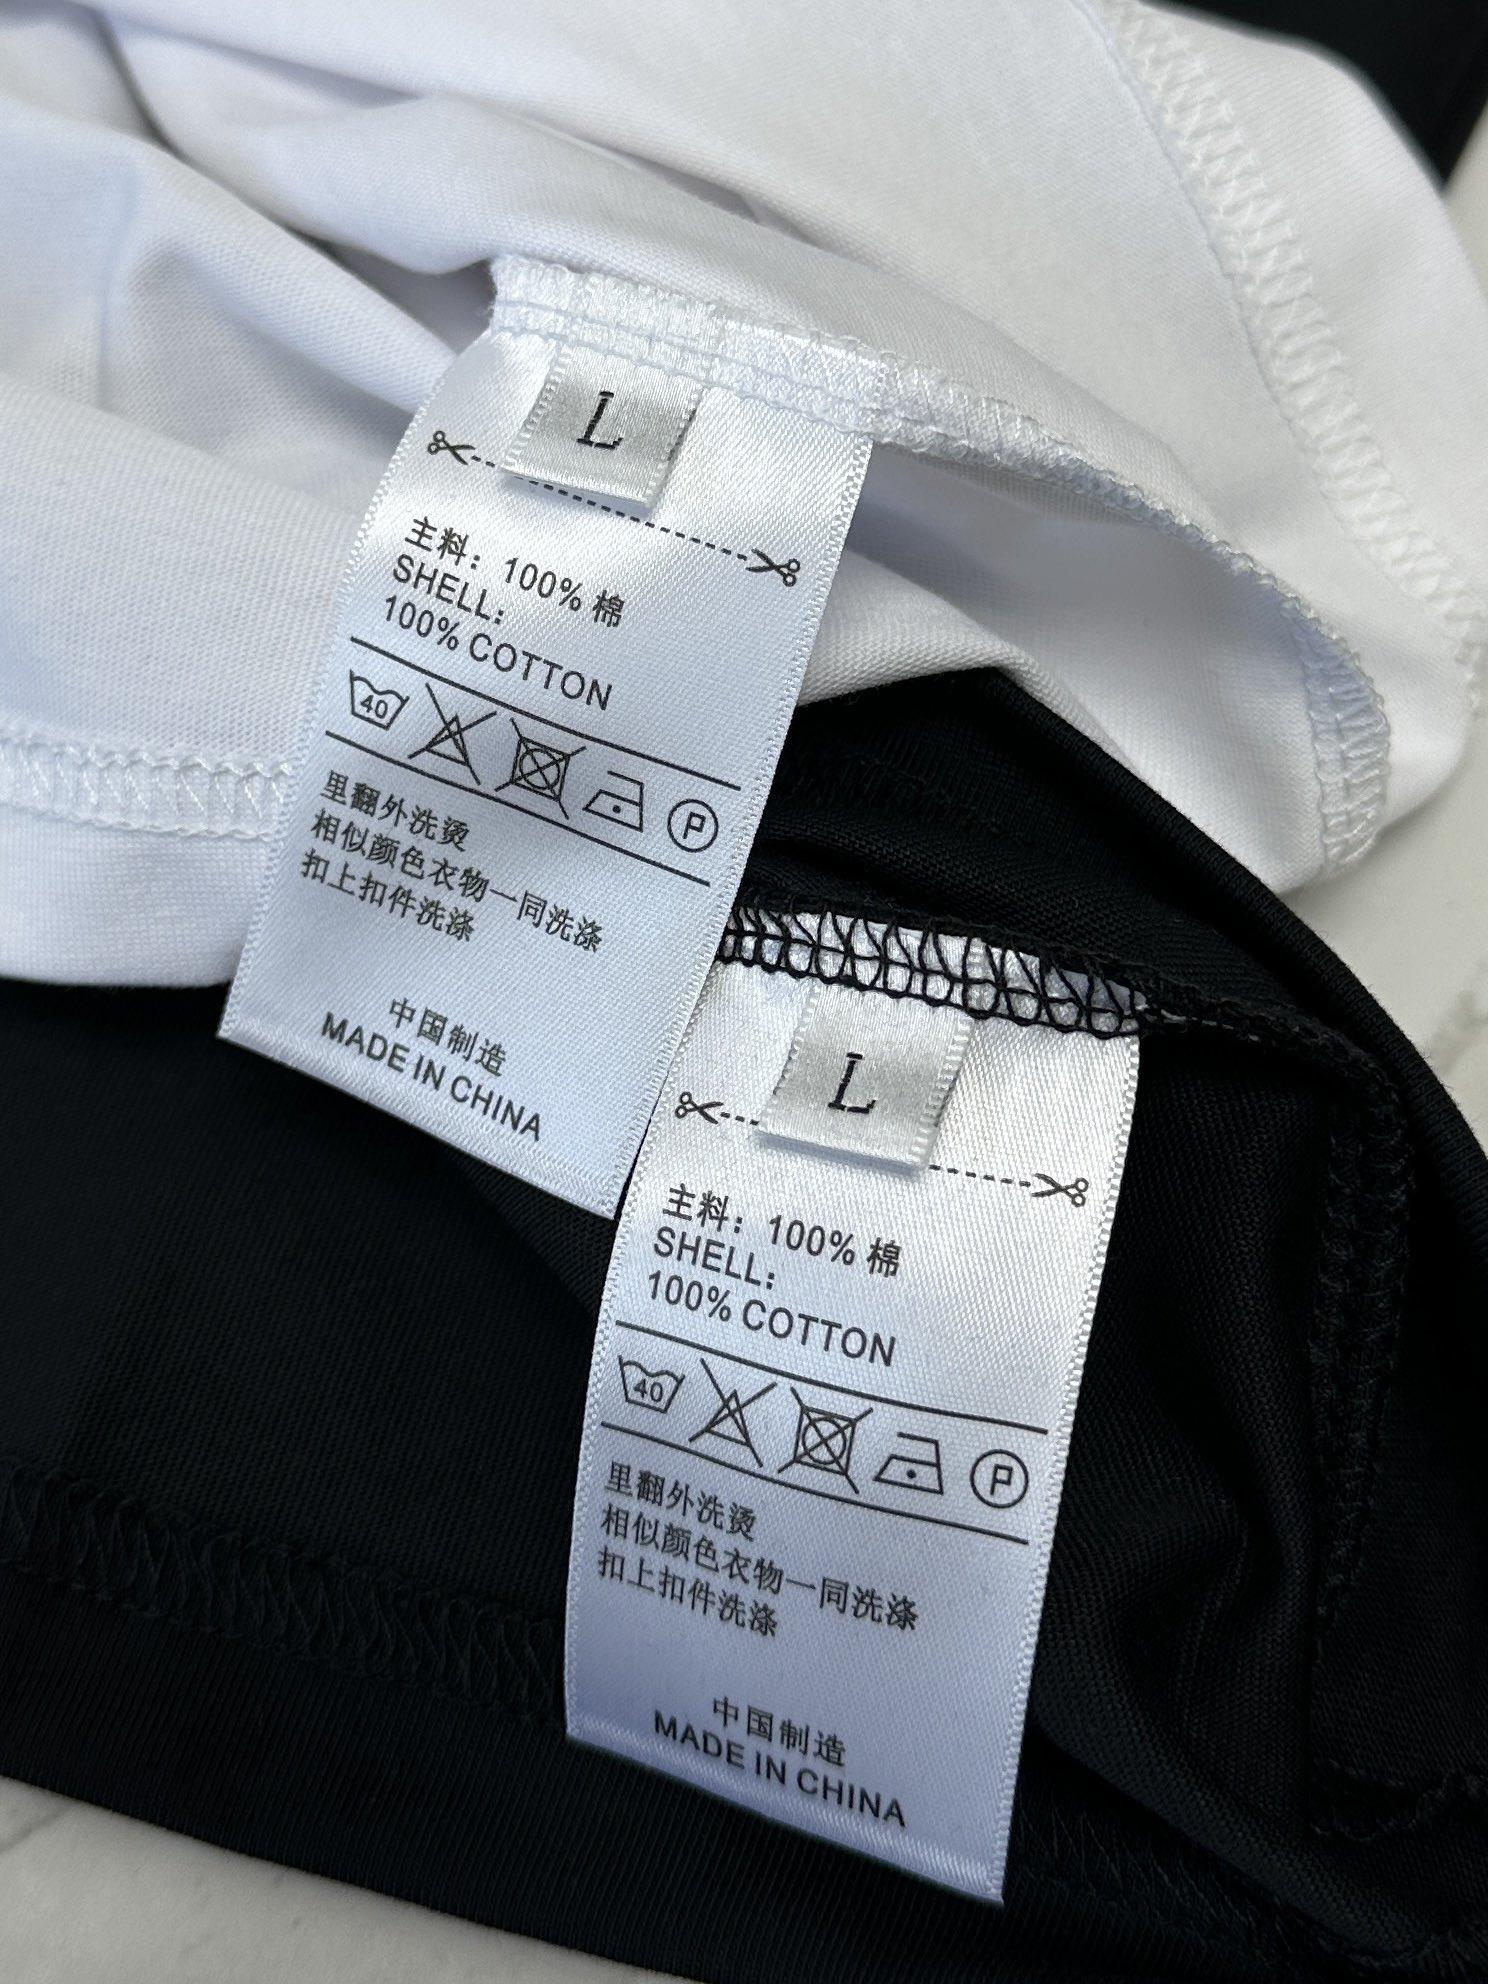 L
主料：100% 棉
SHELL:
100% COTTON
40
P
里翻外洗烫
相似颜色衣物一同洗涤
扣上扣件洗涤
中国制造
MADE IN CHINA
L
主料：100% 棉
SHELL:
100% COTTON
40
P
里翻外洗烫
相似颜色衣物一同洗涤
扣上扣件洗涤
中国制造
MADE IN CHINA